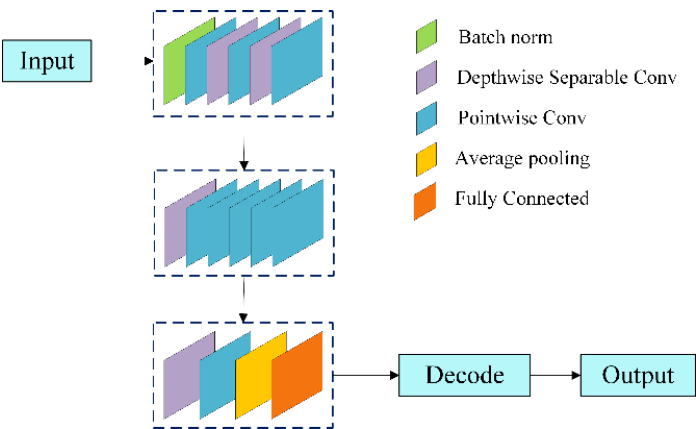 Input
Batch norm
Depthwise Separable Conv
Pointwise Conv
Average pooling
Fully Connected
Decode
Output